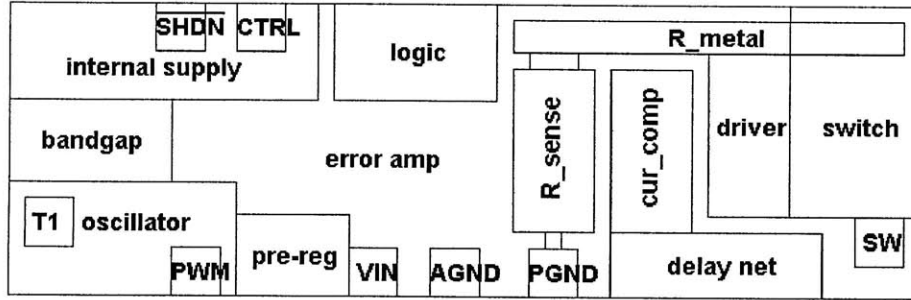 SHDN CTRL
internal supply
logic
R_metal
bandgap
error amp
R_sense
cur_comp
driver
switch
T1 oscillator
PWM
pre-reg
VIN
AGND
PGND
delay net
SW